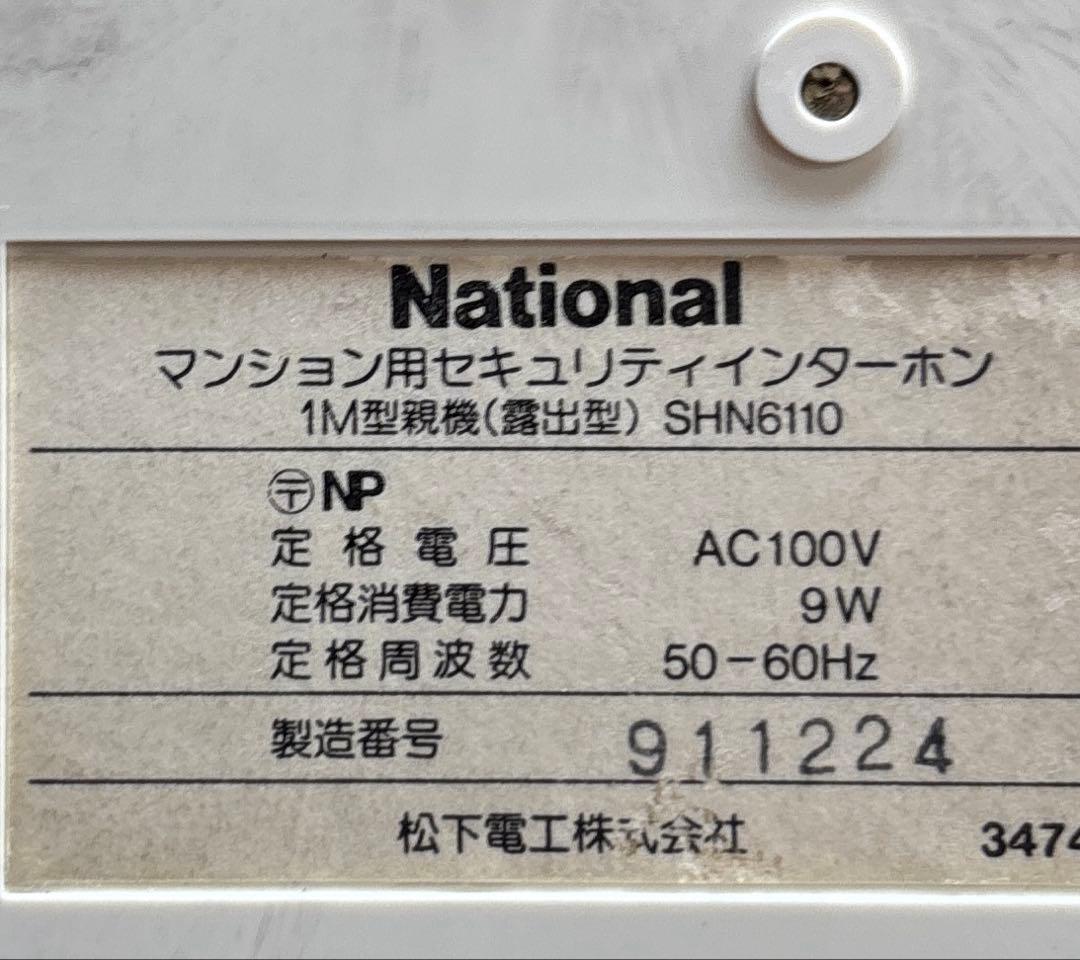 National
マンション用セキュリティインターホン
1M型親機(露出型) SHN6110
〒NP
定格電圧 AC100V
定格消費電力 9W
定格周波数 50-60Hz
製造番号 911224
松下電工株式会社 3474